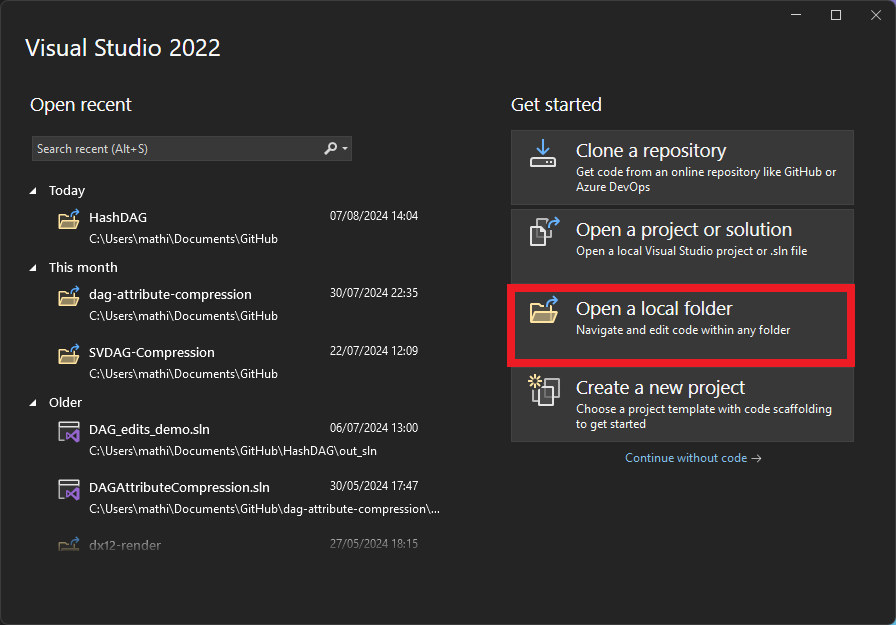 Visual Studio 2022
Open recent
Search recent (Alt+S)
Today
HashDAG 07/08/2024 14:04
C:\Users\mathi\Documents\GitHub
This month
dag-attribute-compression 30/07/2024 22:35
C:\Users\mathi\Documents\GitHub
SVDAG-Compression 22/07/2024 12:09
C:\Users\mathi\Documents\GitHub
Older
DAG_edits_demo.sln 06/07/2024 13:00
C:\Users\mathi\Documents\GitHub\HashDAG\out_sln
DAGAttributeCompression.sln 30/05/2024 17:47
C:\Users\mathi\Documents\GitHub\dag-attribute-compression\...
dx12-render 27/05/2024 18:15
Get started
Clone a repository
Get code from an online repository like GitHub or
Azure DevOps
Open a project or solution
Open a local Visual Studio project or .sln file
Open a local folder
Navigate and edit code within any folder
Create a new project
Choose a project template with code scaffolding
to get started
Continue without code →